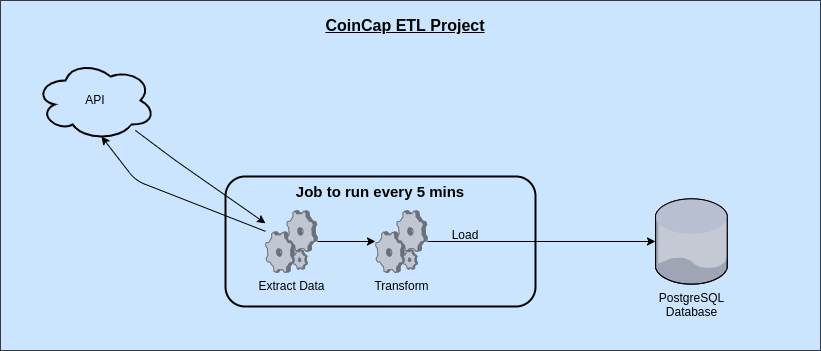 CoinCap ETL Project
API
Job to run every 5 mins
Load
Extract Data
Transform
PostgreSQL
Database